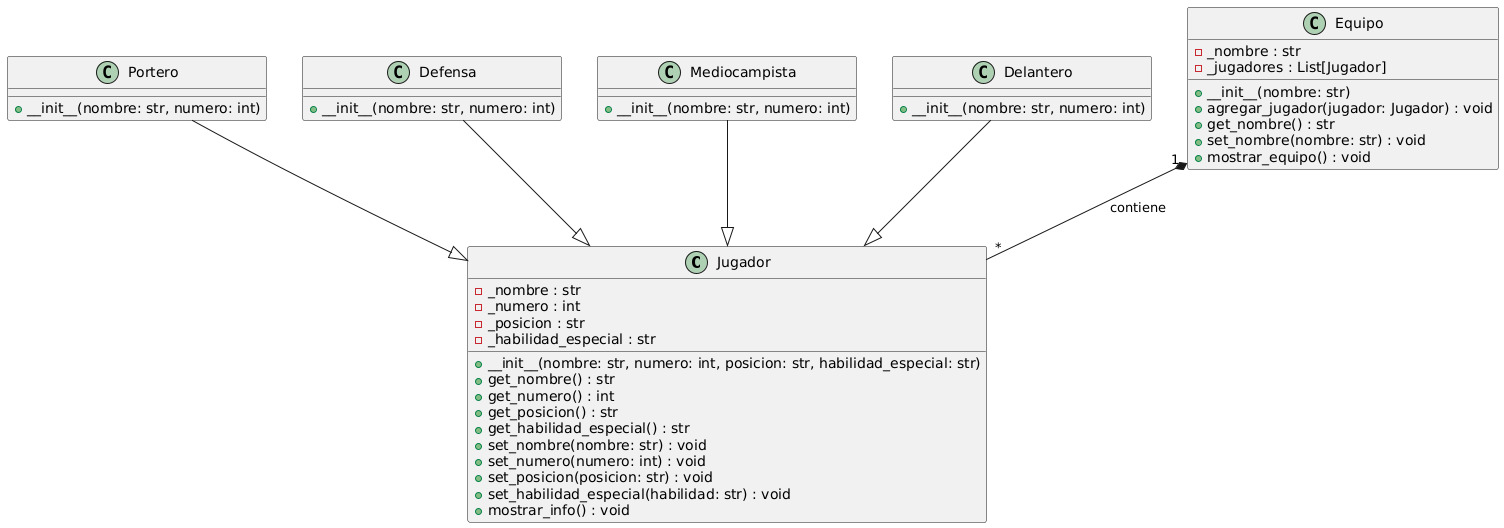 Portero
__init__(nombre: str, numero: int)
Defensa
__init__(nombre: str, numero: int)
Mediocampista
__init__(nombre: str, numero: int)
Delantero
__init__(nombre: str, numero: int)
Equipo
_nombre : str
_jugadores : List[Jugador]
__init__(nombre: str)
agregar_jugador(jugador: Jugador) : void
get_nombre() : str
set_nombre(nombre: str) : void
mostrar_equipo() : void
1
contiene
*
Jugador
_nombre : str
_numero : int
_posicion : str
_habilidad_especial : str
__init__(nombre: str, numero: int, posicion: str, habilidad_especial: str)
get_nombre() : str
get_numero() : int
get_posicion() : str
get_habilidad_especial() : str
set_nombre(nombre: str) : void
set_numero(numero: int) : void
set_posicion(posicion: str) : void
set_habilidad_especial(habilidad: str) : void
mostrar_info() : void